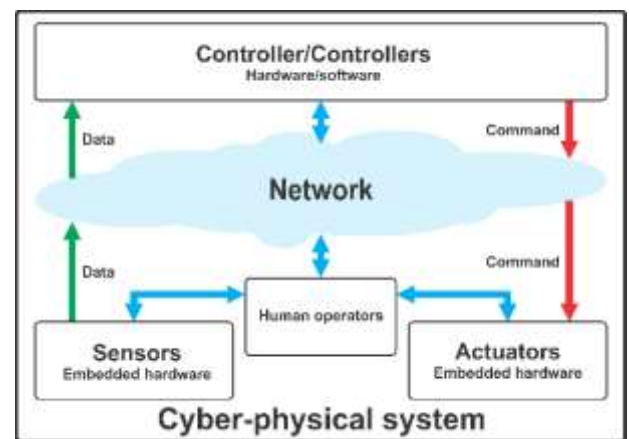 Controller/Controllers
Hardware/software
Data
Command
Network
Data
Command
Human operators
Sensors
Embedded hardware
Actuators
Embedded hardware
Cyber-physical system